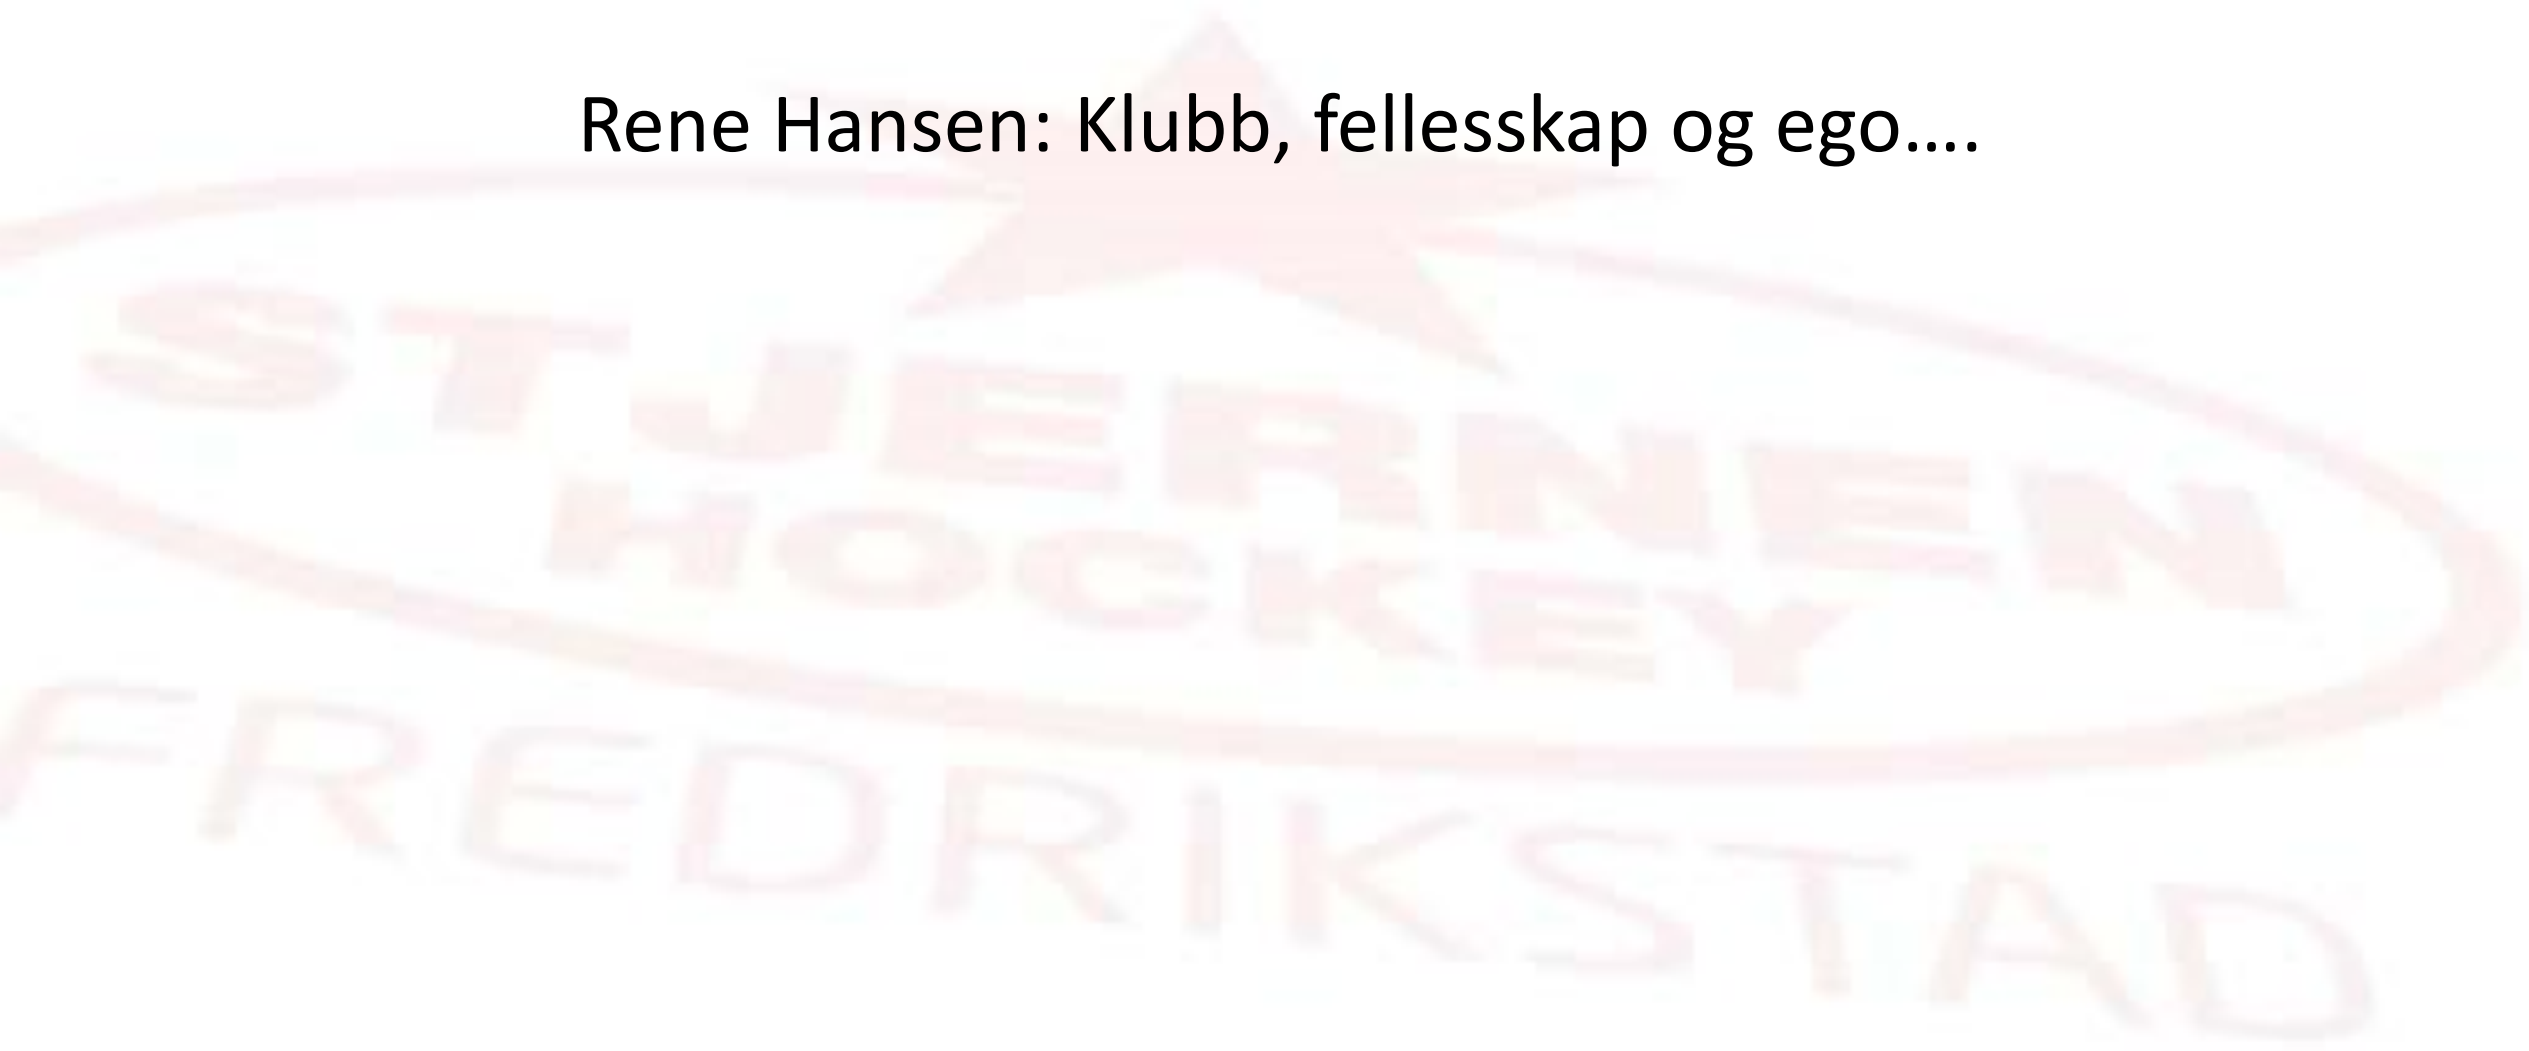 Rene Hansen: Klubb, fellesskap og ego....
STJERNEN
HOCKEY
FREDRIKSTAD